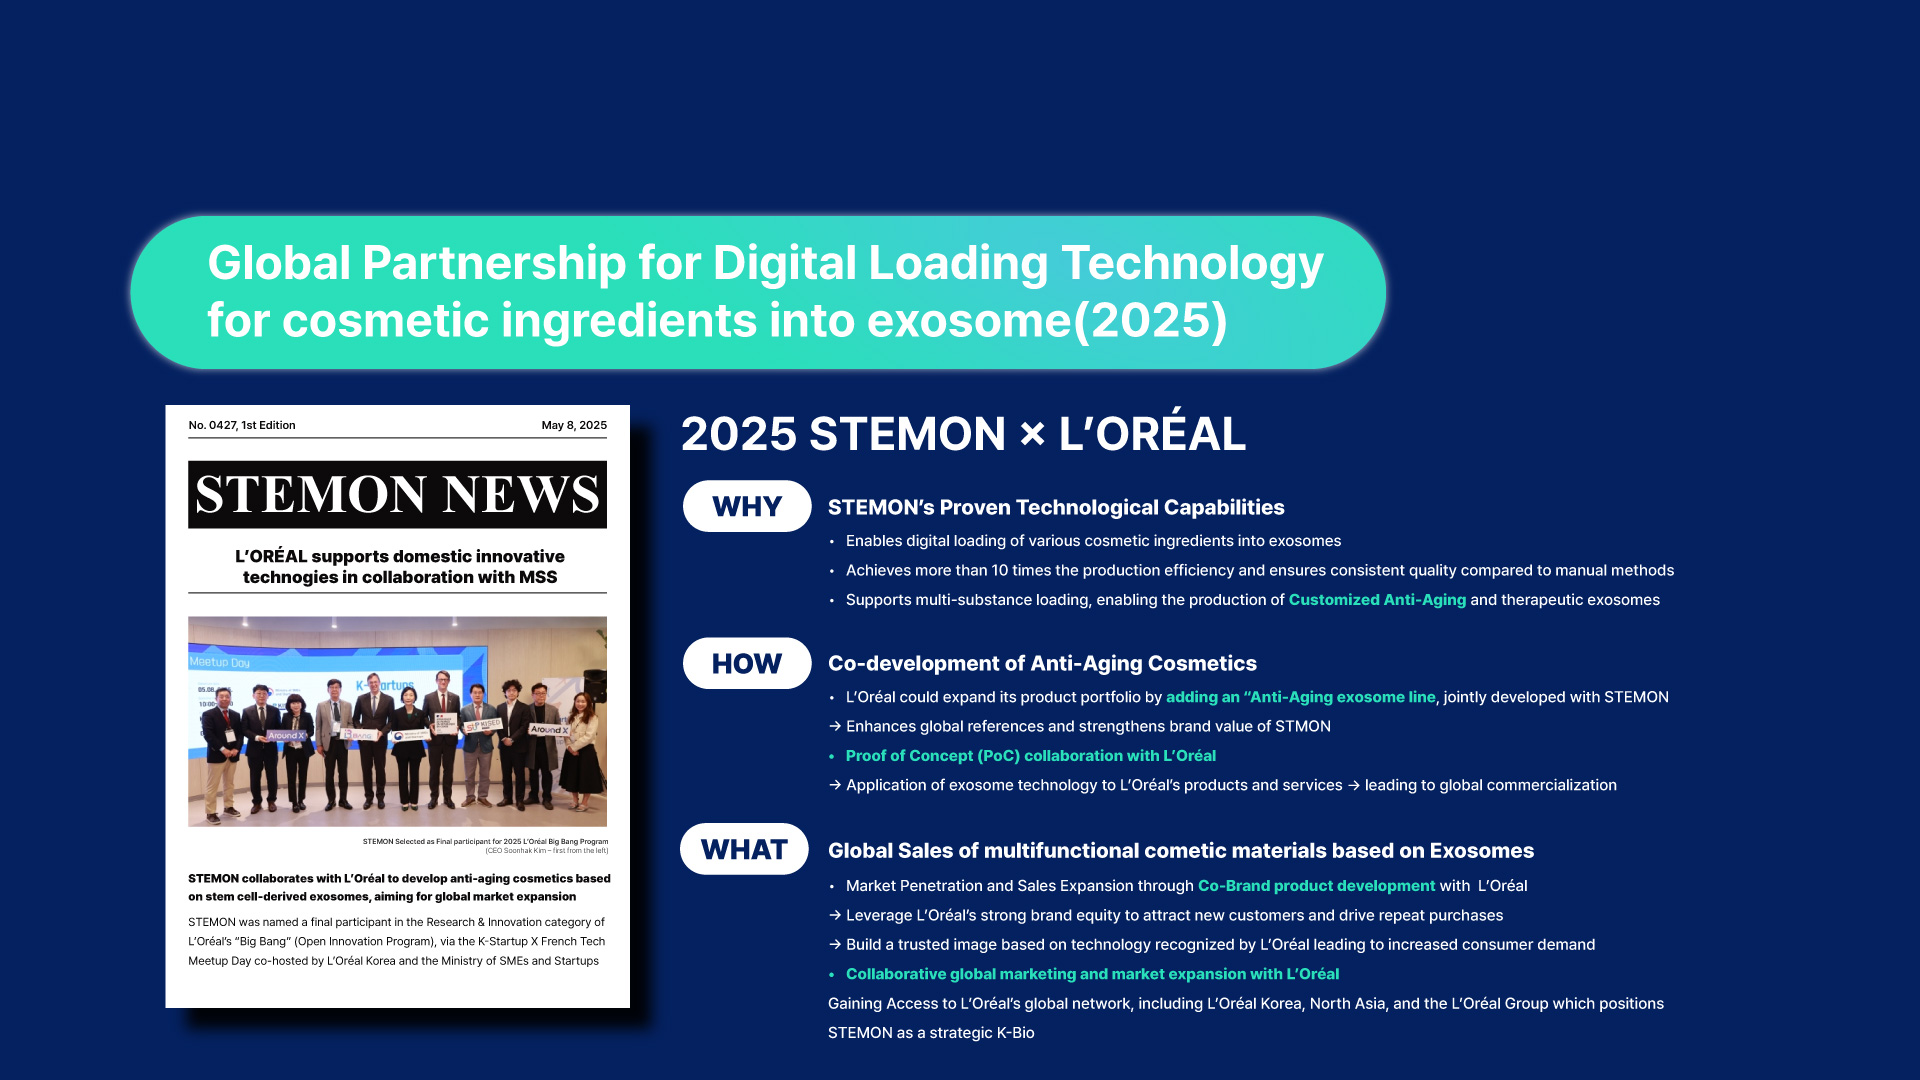 Global Partnership for Digital Loading Technology
for cosmetic ingredients into exosome(2025)
No. 0427, 1st Edition
May 8, 2025
STEMON NEWS
L’ORÉAL supports domestic innovative
technogies in collaboration with MSS
Meetup Day
K-Startups
Around X
BANG
KISED
Around X
STEMON Selected as Final participant for 2025 L’Oréal Big Bang Program
(CEO Soonhak Kim – first from the left)
STEMON collaborates with L’Oréal to develop anti-aging cosmetics based
on stem cell-derived exosomes, aiming for global market expansion
STEMON was named a final participant in the Research & Innovation category of
L’Oréal’s “Big Bang” (Open Innovation Program), via the K-Startup X French Tech
Meetup Day co-hosted by L’Oréal Korea and the Ministry of SMEs and Startups
2025 STEMON × L’ORÉAL
WHY
STEMON’s Proven Technological Capabilities
• Enables digital loading of various cosmetic ingredients into exosomes
• Achieves more than 10 times the production efficiency and ensures consistent quality compared to manual methods
• Supports multi-substance loading, enabling the production of Customized Anti-Aging and therapeutic exosomes
HOW
Co-development of Anti-Aging Cosmetics
• L’Oréal could expand its product portfolio by adding an “Anti-Aging exosome line, jointly developed with STEMON
→ Enhances global references and strengthens brand value of STMON
• Proof of Concept (PoC) collaboration with L’Oréal
→ Application of exosome technology to L’Oréal’s products and services → leading to global commercialization
WHAT
Global Sales of multifunctional cometic materials based on Exosomes
• Market Penetration and Sales Expansion through Co-Brand product development with L’Oréal
→ Leverage L’Oréal’s strong brand equity to attract new customers and drive repeat purchases
→ Build a trusted image based on technology recognized by L’Oréal leading to increased consumer demand
• Collaborative global marketing and market expansion with L’Oréal
Gaining Access to L’Oréal’s global network, including L’Oréal Korea, North Asia, and the L’Oréal Group which positions
STEMON as a strategic K-Bio